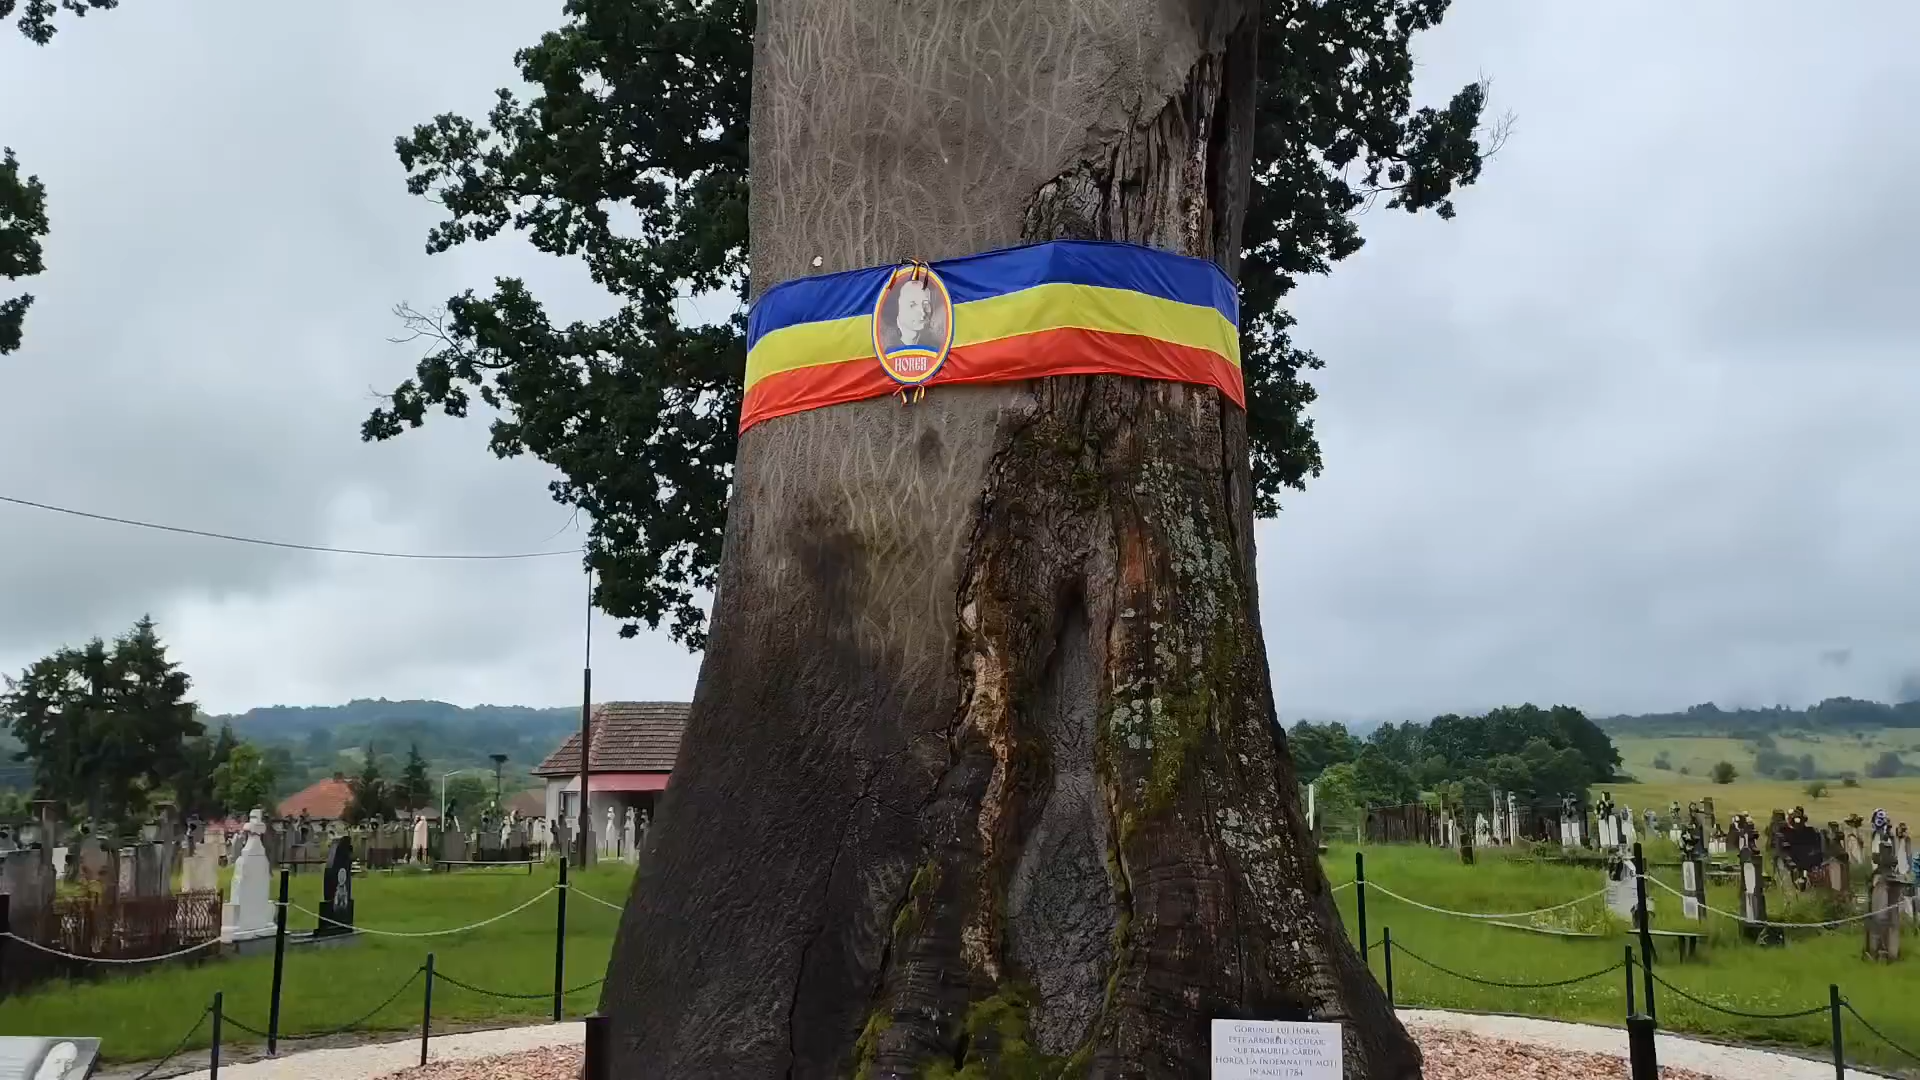 HOREA
GORUNUL LUI HOREA
ESTE ARBORELE SECULAR,
SUB RAMURILE CĂRUIA
HOREA I-A ÎNDEMNAT PE MOȚI
ÎN ANUL 1784